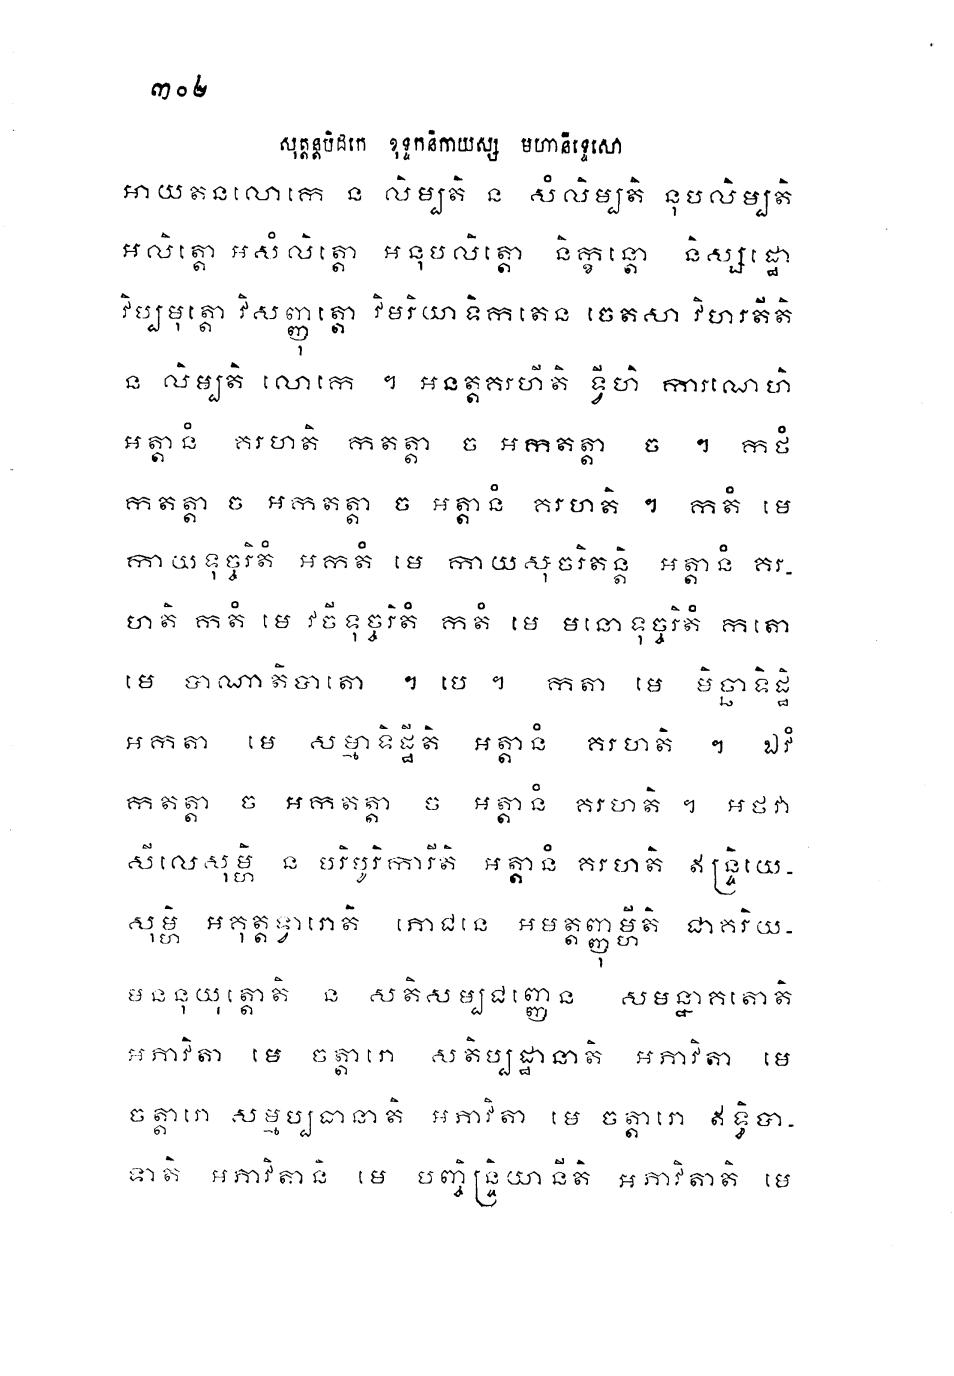 ៣០៤
សុត្តន្តបិដកេ ខុទ្ទកនិកាយស្ស មហានិទ្ទេសោ
អាយតនលោកេ ន លិម្បតិ ន សំលិម្បតិ នុបលិម្បតិ
អលិត្តោ អសំលិត្តោ អនុបលិត្តោ និក្ខន្តោ និស្សដ្ឋោ
វិប្បមុត្តោ វិសញ្ញុត្តោ វិមរិយាទិកតេន ចេតសា វិហរតីតិ
ន លិម្បតិ លោកេ ។ អនត្តគរហីតិ ទ្វីហិ ការណេហិ
អត្តានំ គរហតិ កតត្តា ច អកតត្តា ច ។ កថំ
កតត្តា ច អកតត្តា ច អត្តានំ គរហតិ ។ កតំ មេ
កាយទុច្ចរិតំ អកតំ មេ កាយសុចរិតន្តិ អត្តានំ គរ-
ហតិ កតំ មេ វចីទុច្ចរិតំ កតំ មេ មនោទុច្ចរិតំ កតោ
មេ បាណាតិបាតោ ។ បេ ។ កតា មេ មិច្ឆាទិដ្ឋិ
អកតា មេ សម្មាទិដ្ឋីតិ អត្តានំ គរហតិ ។ ឯវំ
កតត្តា ច អកតត្តា ច អត្តានំ គរហតិ ។ អថវា
សីលេសុម្ហិ ន បរិបូរិការីតិ អត្តានំ គរហតិ ឥន្ទ្រិយេ-
សុម្ហិ អគុត្តទ្វារោតិ ភោជនេ អមត្តញ្ញុម្ហីតិ ជាគរិយ-
មននុយុត្តោតិ ន សតិសម្បជញ្ញេន សមន្នាគតោតិ
អភាវិតា មេ ចត្តារោ សតិប្បដ្ឋានាតិ អភាវិតា មេ
ចត្តារោ សម្មប្បធានាតិ អភាវិតា មេ ចត្តារោ ឥទ្ធិបា-
ទាតិ អភាវិតានិ មេ បញ្ចិន្ទ្រិយានីតិ អភាវិតាតិ មេ